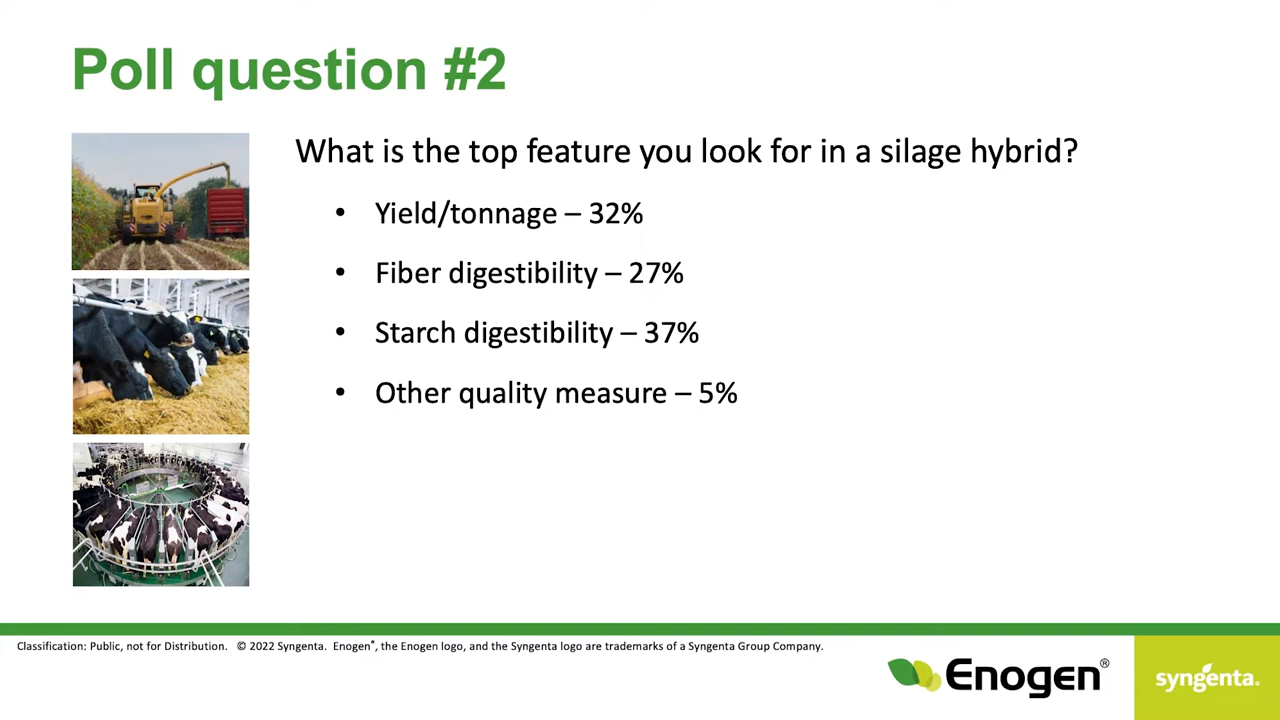 Poll question #2
What is the top feature you look for in a silage hybrid?
• Yield/tonnage – 32%
• Fiber digestibility – 27%
• Starch digestibility – 37%
• Other quality measure – 5%
Classification: Public, not for Distribution. © 2022 Syngenta. Enogen®, the Enogen logo, and the Syngenta logo are trademarks of a Syngenta Group Company.
Enogen®
syngenta.